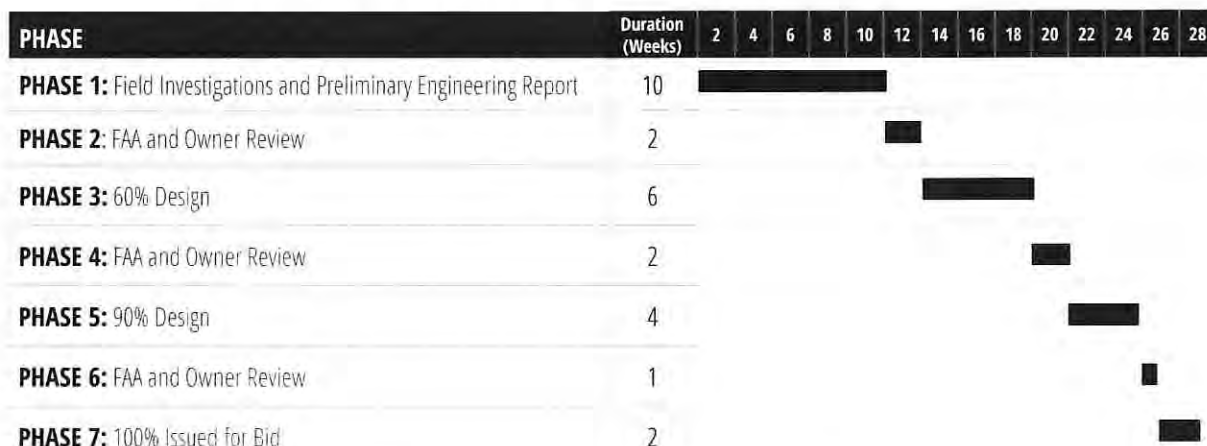 PHASE Duration (Weeks) 2 4 6 8 10 12 14 16 18 20 22 24 26 28
PHASE 1: Field Investigations and Preliminary Engineering Report 10
PHASE 2: FAA and Owner Review 2
PHASE 3: 60% Design 6
PHASE 4: FAA and Owner Review 2
PHASE 5: 90% Design 4
PHASE 6: FAA and Owner Review 1
PHASE 7: 100% Issued for Bid 2